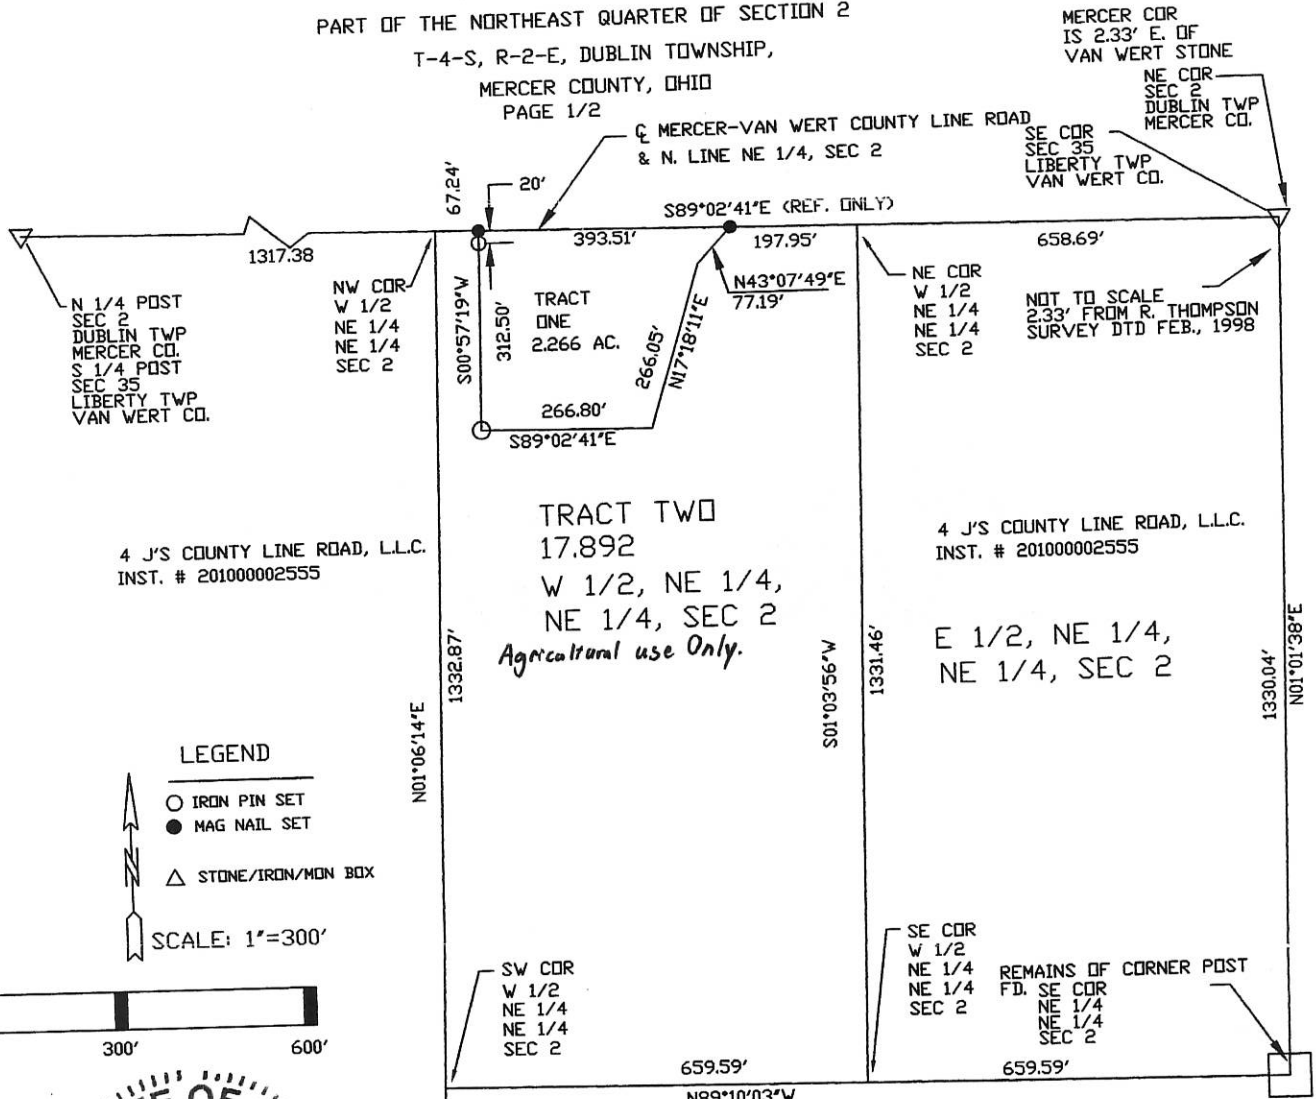 PART OF THE NORTHEAST QUARTER OF SECTION 2
T-4-S, R-2-E, DUBLIN TOWNSHIP,
MERCER COUNTY, OHIO
PAGE 1/2
MERCER COR
IS 2.33' E. OF
VAN WERT STONE
NE COR
SEC 2
DUBLIN TWP
MERCER CO.
℄ MERCER-VAN WERT COUNTY LINE ROAD
& N. LINE NE 1/4, SEC 2
SE COR
SEC 35
LIBERTY TWP
VAN WERT CO.
67.24'
20'
S89°02'41"E (REF. ONLY)
1317.38
393.51'
197.95'
658.69'
N 1/4 POST
SEC 2
DUBLIN TWP
MERCER CO.
S 1/4 POST
SEC 35
LIBERTY TWP
VAN WERT CO.
NW COR
W 1/2
NE 1/4
NE 1/4
SEC 2
S00°57'19"W
312.50'
TRACT
ONE
2.266 AC.
266.05'
N17°18'11"E
N43°07'49"E
77.19'
NE COR
W 1/2
NE 1/4
NE 1/4
SEC 2
NOT TO SCALE
2.33' FROM R. THOMPSON
SURVEY DTD FEB., 1998
266.80'
S89°02'41"E
4 J'S COUNTY LINE ROAD, L.L.C.
INST. # 201000002555
TRACT TWO
17.892
W 1/2, NE 1/4,
NE 1/4, SEC 2
Agricultural use Only.
4 J'S COUNTY LINE ROAD, L.L.C.
INST. # 201000002555
E 1/2, NE 1/4,
NE 1/4, SEC 2
N01°06'14"E
1332.87'
S01°03'56"W
1331.46'
1330.04'
N01°01'38"E
LEGEND
IRON PIN SET
MAG NAIL SET
STONE/IRON/MON BOX
N
SCALE: 1"=300'
300'
600'
SW COR
W 1/2
NE 1/4
NE 1/4
SEC 2
SE COR
W 1/2
NE 1/4
NE 1/4
SEC 2
REMAINS OF CORNER POST
FD. SE COR
NE 1/4
NE 1/4
SEC 2
659.59'
659.59'
N89°10'03"W